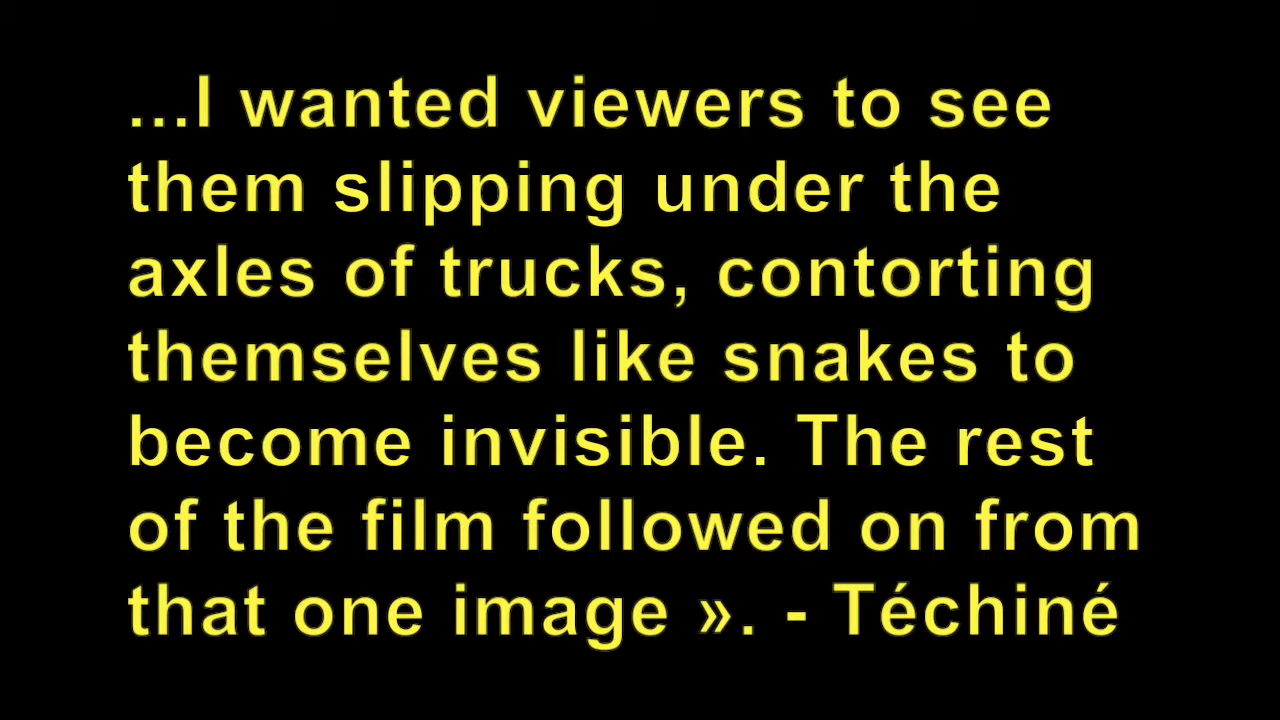 ...I wanted viewers to see
them slipping under the
axles of trucks, contorting
themselves like snakes to
become invisible. The rest
of the film followed on from
that one image ». - Téchiné